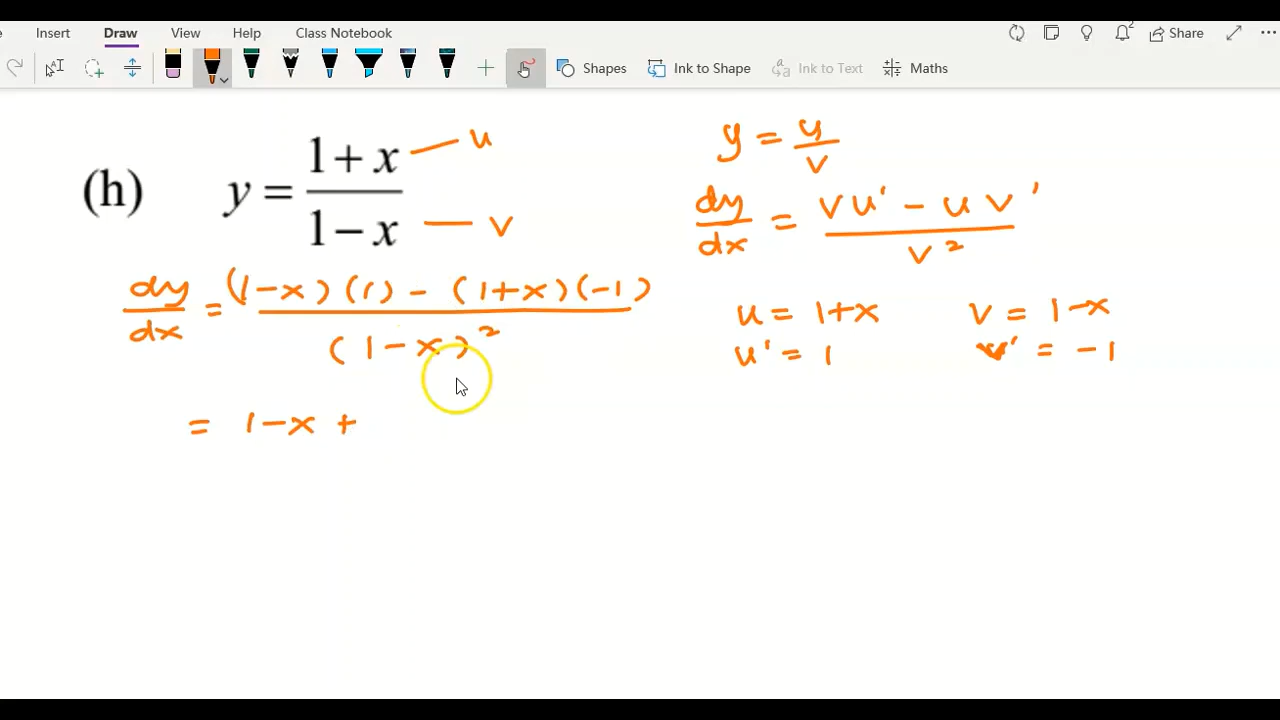 Insert Draw View Help Class Notebook 2 Share
Shapes Ink to Shape Ink to Text Maths
(h) y = (1+x)/(1−x)
— u
— v
y = u/v
dy/dx = (vu' − uv')/v²
dy/dx = ((1−x)(1) − (1+x)(−1))/(1−x)²
u = 1+x v = 1−x
u' = 1 v' = −1
= 1−x +